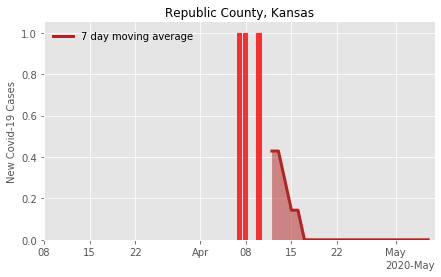 Republic County, Kansas
7 day moving average
New Covid-19 Cases
1.0
0.8
0.6
0.4
0.2
0.0
08 15 22 Apr 08 15 22 May
2020-May